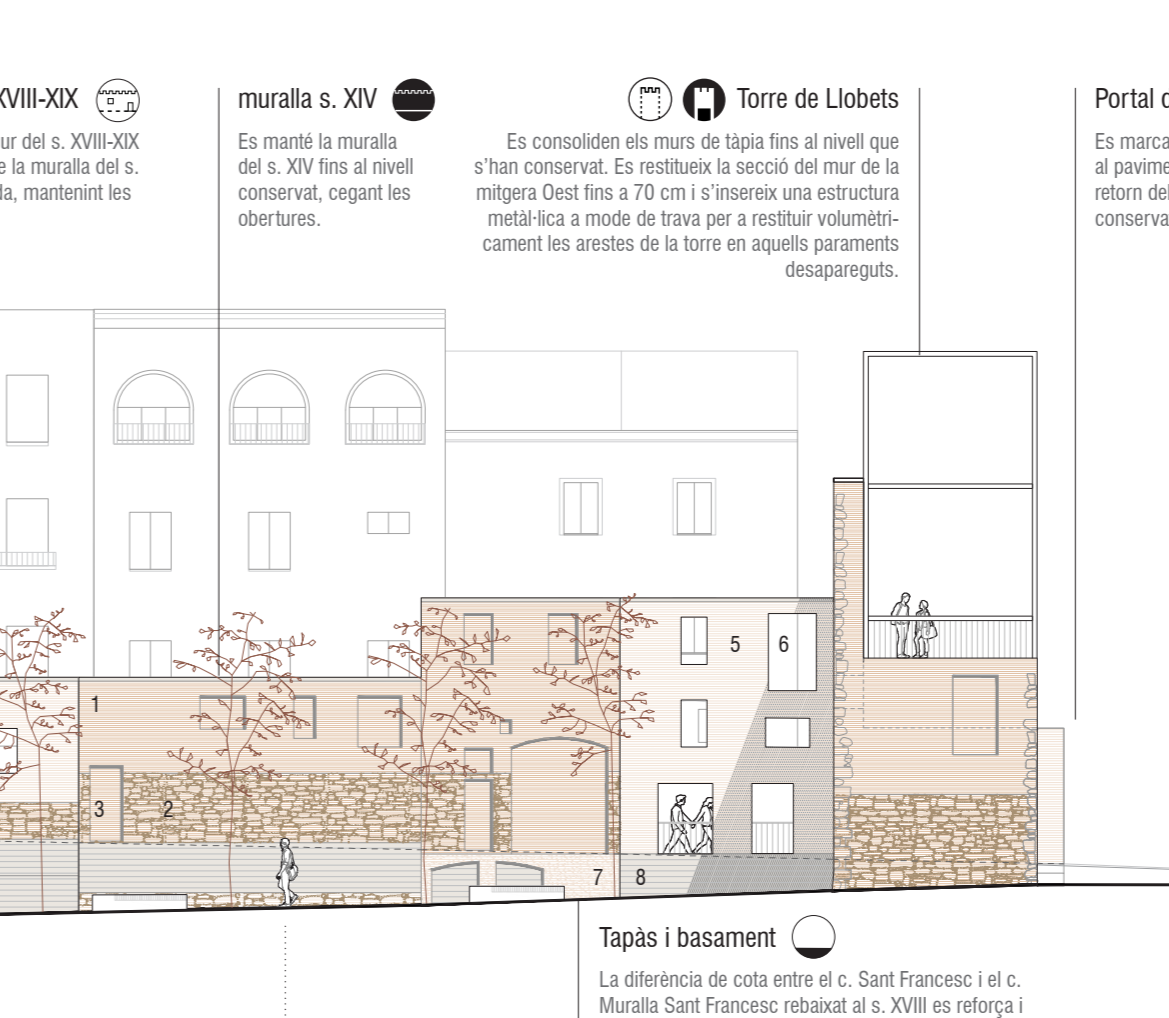 XVIII-XIX
ur del s. XVIII-XIX
e la muralla del s.
da, mantenint les
muralla s. XIV
Es manté la muralla
del s. XIV fins al nivell
conservat, cegant les
obertures.
Torre de Llobets
Es consoliden els murs de tàpia fins al nivell que
s’han conservat. Es restitueix la secció del mur de la
mitgera Oest fins a 70 cm i s’insereix una estructura
metàl·lica a mode de trava per a restituir volumètri-
cament les arestes de la torre en aquells paraments
desapareguts.
Portal d
Es marca
al pavime
retorn del
conserva
5
6
1
3
2
7
8
Tapàs i basament
La diferència de cota entre el c. Sant Francesc i el c.
Muralla Sant Francesc rebaixat al s. XVIII es reforça i